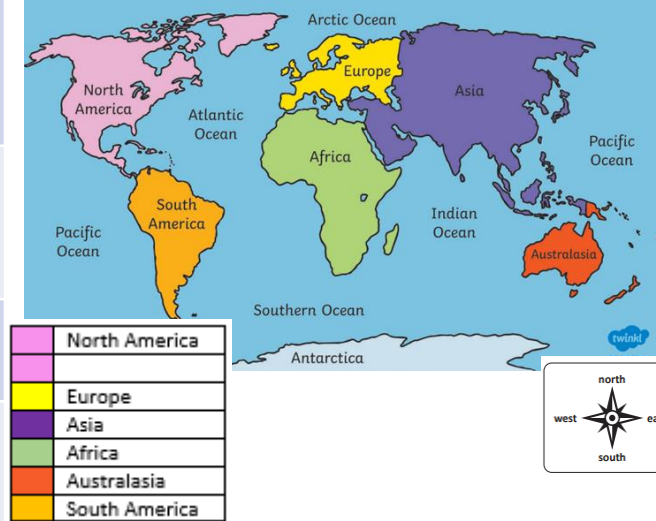 Arctic Ocean
Europe
Asia
North
America
Atlantic
Ocean
Pacific
Ocean
Africa
South
America
Indian
Ocean
Pacific
Ocean
Australasia
Southern Ocean
twinkl
Antarctica
North America
Europe
Asia
Africa
Australasia
South America
north
west
south